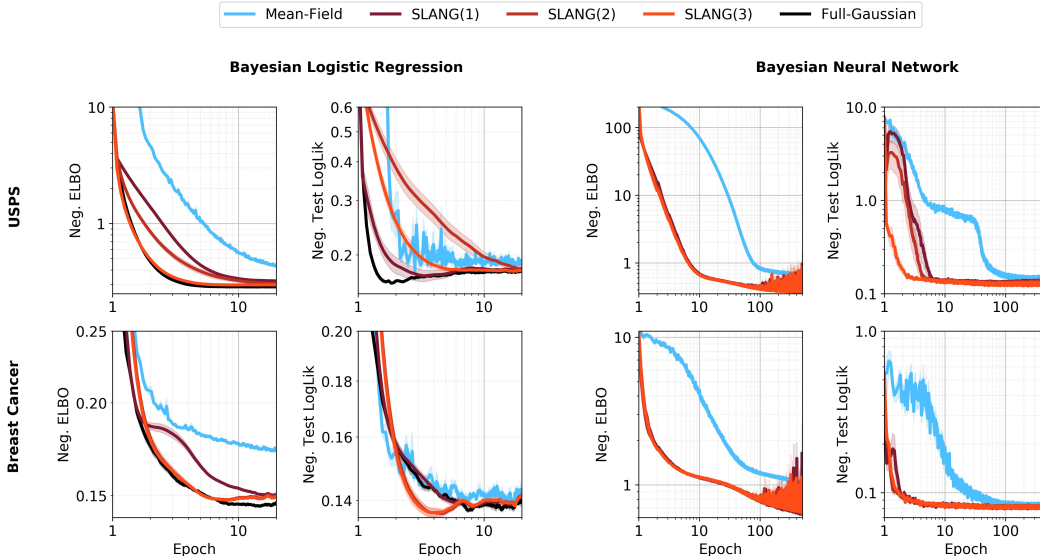 Mean-Field SLANG(1) SLANG(2) SLANG(3) Full-Gaussian
Bayesian Logistic Regression Bayesian Neural Network
USPS
Neg. ELBO
10
1
1 10
Neg. Test LogLik
0.6
0.5
0.4
0.3
0.2
1 10
Neg. ELBO
100
10
1
1 10 100
Neg. Test LogLik
10.0
1.0
0.1
1 10 100
Breast Cancer
Neg. ELBO
0.25
0.20
0.15
1 10
Epoch
Neg. Test LogLik
0.20
0.18
0.16
0.14
1 10
Epoch
Neg. ELBO
10
1
1 10 100
Epoch
Neg. Test LogLik
1.0
0.1
1 10 100
Epoch